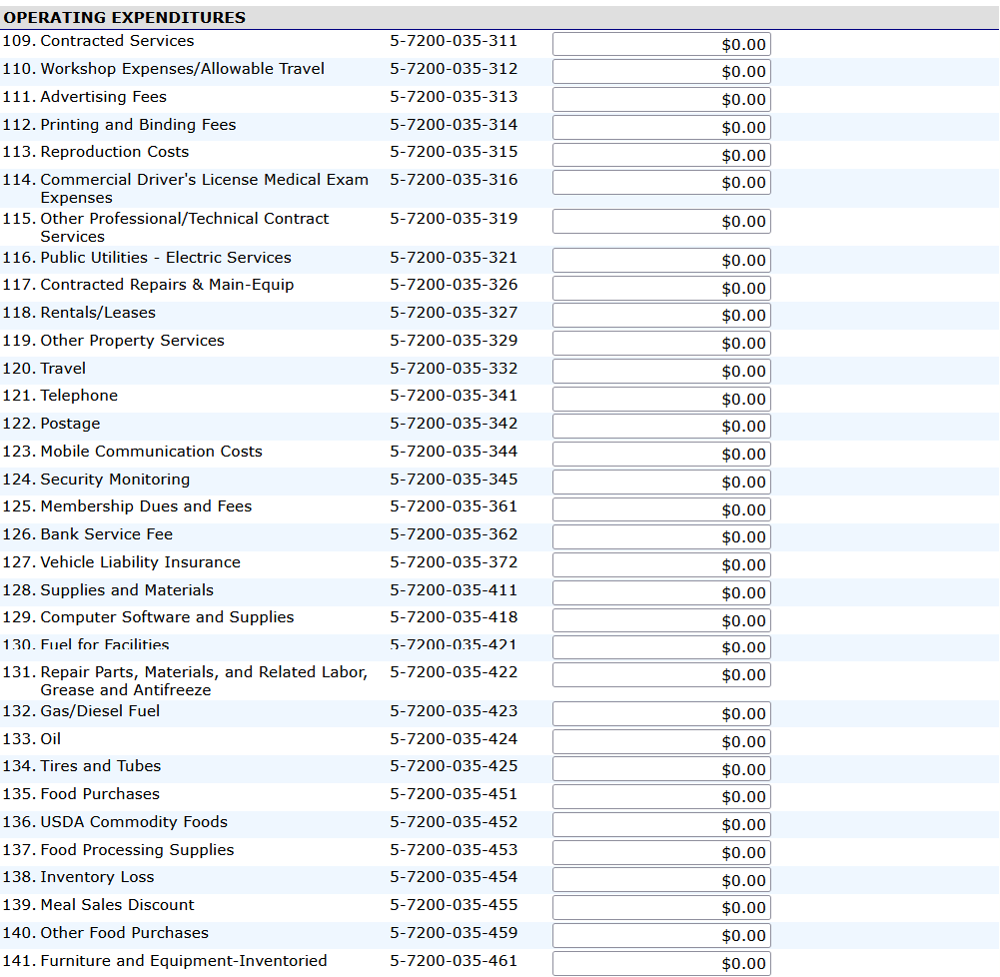 OPERATING EXPENDITURES
109. Contracted Services 5-7200-035-311 $0.00
110. Workshop Expenses/Allowable Travel 5-7200-035-312 $0.00
111. Advertising Fees 5-7200-035-313 $0.00
112. Printing and Binding Fees 5-7200-035-314 $0.00
113. Reproduction Costs 5-7200-035-315 $0.00
114. Commercial Driver's License Medical Exam 5-7200-035-316 $0.00
Expenses
115. Other Professional/Technical Contract 5-7200-035-319 $0.00
Services
116. Public Utilities - Electric Services 5-7200-035-321 $0.00
117. Contracted Repairs & Main-Equip 5-7200-035-326 $0.00
118. Rentals/Leases 5-7200-035-327 $0.00
119. Other Property Services 5-7200-035-329 $0.00
120. Travel 5-7200-035-332 $0.00
121. Telephone 5-7200-035-341 $0.00
122. Postage 5-7200-035-342 $0.00
123. Mobile Communication Costs 5-7200-035-344 $0.00
124. Security Monitoring 5-7200-035-345 $0.00
125. Membership Dues and Fees 5-7200-035-361 $0.00
126. Bank Service Fee 5-7200-035-362 $0.00
127. Vehicle Liability Insurance 5-7200-035-372 $0.00
128. Supplies and Materials 5-7200-035-411 $0.00
129. Computer Software and Supplies 5-7200-035-418 $0.00
130. Fuel for Facilities 5-7200-035-421 $0.00
131. Repair Parts, Materials, and Related Labor, 5-7200-035-422 $0.00
Grease and Antifreeze
132. Gas/Diesel Fuel 5-7200-035-423 $0.00
133. Oil 5-7200-035-424 $0.00
134. Tires and Tubes 5-7200-035-425 $0.00
135. Food Purchases 5-7200-035-451 $0.00
136. USDA Commodity Foods 5-7200-035-452 $0.00
137. Food Processing Supplies 5-7200-035-453 $0.00
138. Inventory Loss 5-7200-035-454 $0.00
139. Meal Sales Discount 5-7200-035-455 $0.00
140. Other Food Purchases 5-7200-035-459 $0.00
141. Furniture and Equipment-Inventoried 5-7200-035-461 $0.00